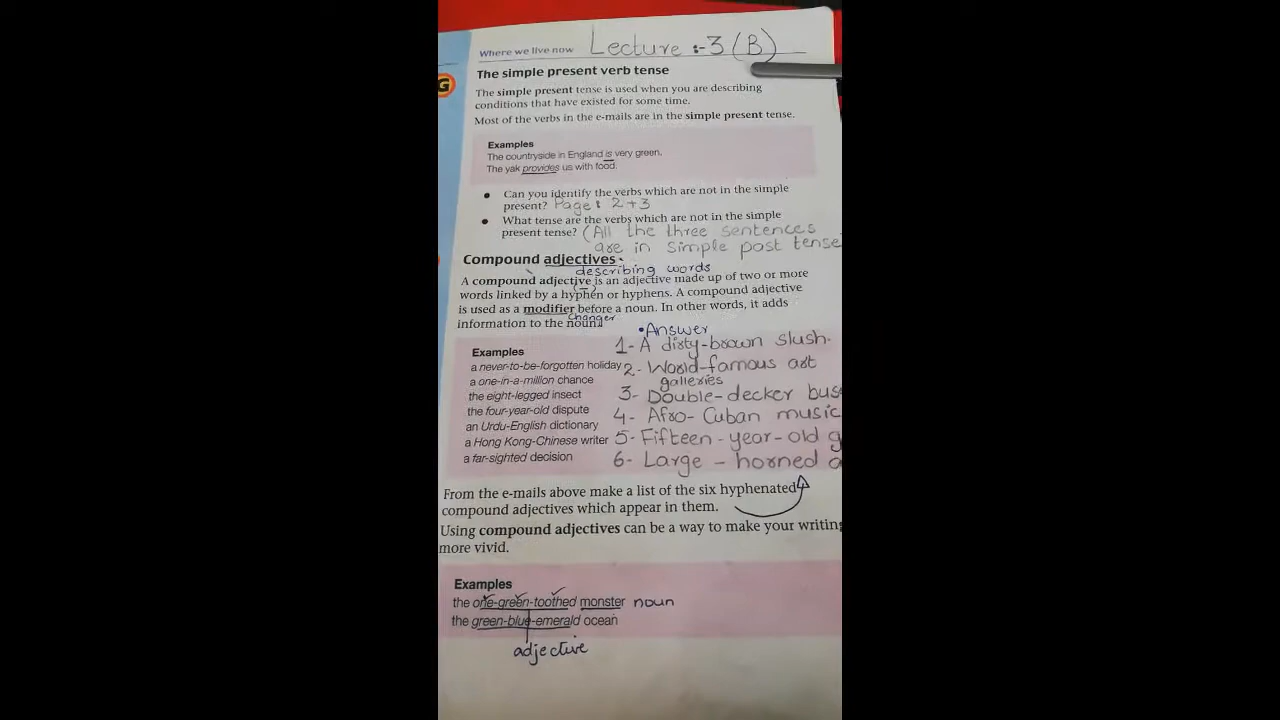 Where we live now Lecture :-3 (B)
G
The simple present verb tense
The simple present tense is used when you are describing
conditions that have existed for some time.
Most of the verbs in the e-mails are in the simple present tense.
Examples
The countryside in England is very green.
The yak provides us with food.
• Can you identify the verbs which are not in the simple
present? Page: 2+3
• What tense are the verbs which are not in the simple
present tense? (All the three sentences
are in simple post tense
Compound adjectives
describing words
A compound adjective is an adjective made up of two or more
words linked by a hyphen or hyphens. A compound adjective
is used as a modifier before a noun. In other words, it adds
changer
information to the noun.
•Answer
Examples
1- A dirty-brown slush.
a never-to-be-forgotten holiday
2- World-famous art
galleries
a one-in-a-million chance
the eight-legged insect
3- Double-decker bus
the four-year-old dispute
4- Afro-Cuban music
an Urdu-English dictionary
a Hong Kong-Chinese writer
5- Fifteen-year-old g
a far-sighted decision
6- Large-horned
From the e-mails above make a list of the six hyphenated
compound adjectives which appear in them.
Using compound adjectives can be a way to make your writing
more vivid.
Examples
the one-green-toothed monster noun
the green-blue-emerald ocean
adjective